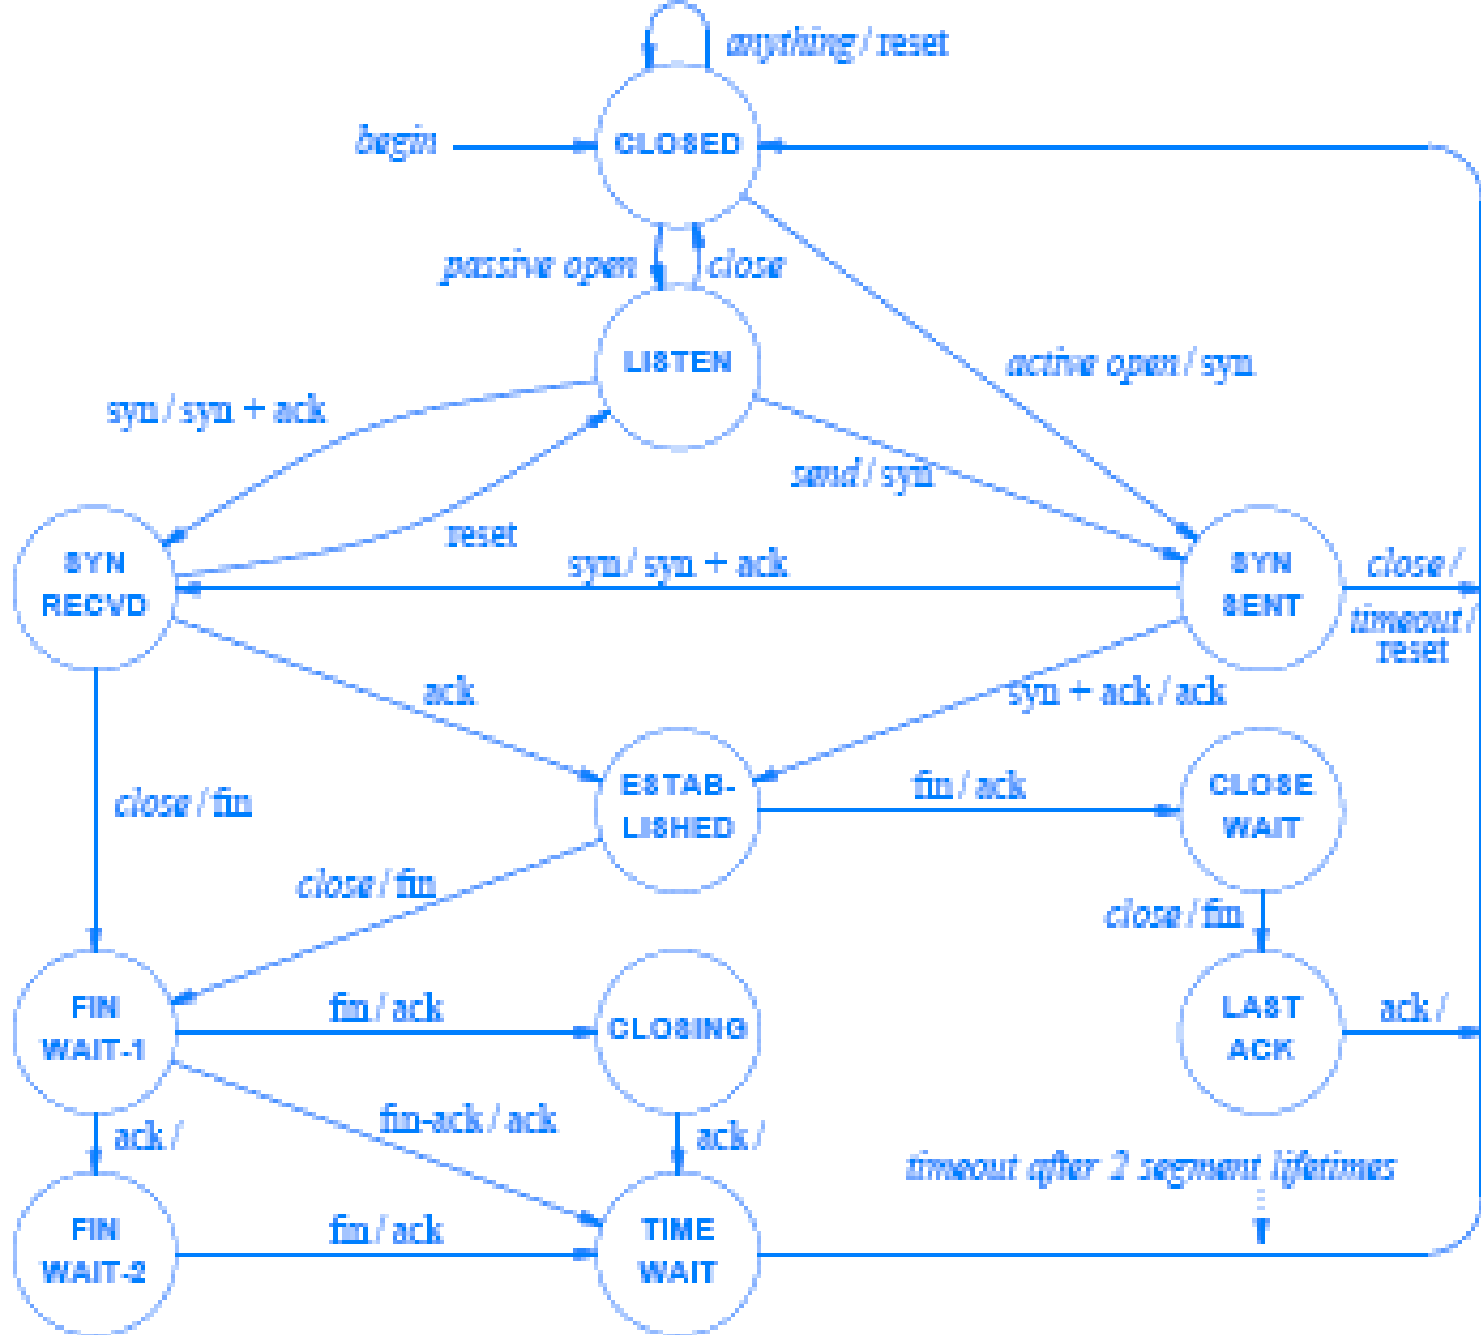 anything / reset
begin
CLOSED
passive open
close
LISTEN
active open / syn
syn / syn + ack
send / syn
reset
SYN
RECVD
syn / syn + ack
SYN
SENT
close /
timeout /
reset
ack
syn + ack / ack
ESTAB-
LISHED
fin / ack
CLOSE
WAIT
close / fin
close / fin
close / fin
FIN
WAIT-1
fin / ack
CLOSING
LAST
ACK
ack /
ack /
fin-ack / ack
ack /
timeout after 2 segment lifetimes
FIN
WAIT-2
fin / ack
TIME
WAIT